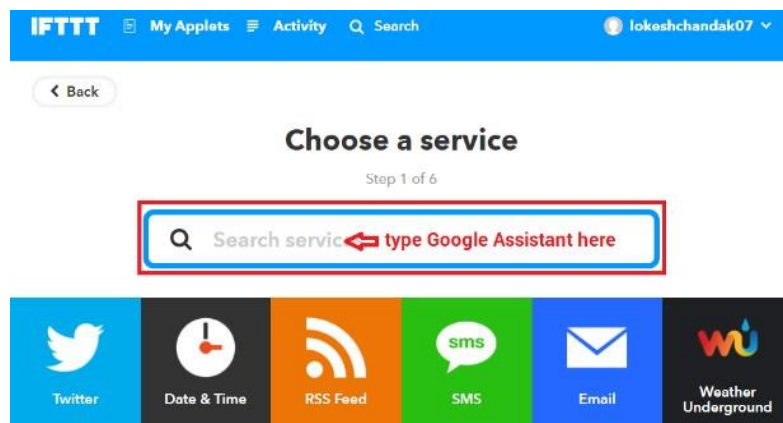 IFTTT My Applets Activity Search lokeshchandak07
Back
Choose a service
Step 1 of 6
Search servic type Google Assistant here
sms
wu
Twitter Date & Time RSS Feed SMS Email Weather Underground